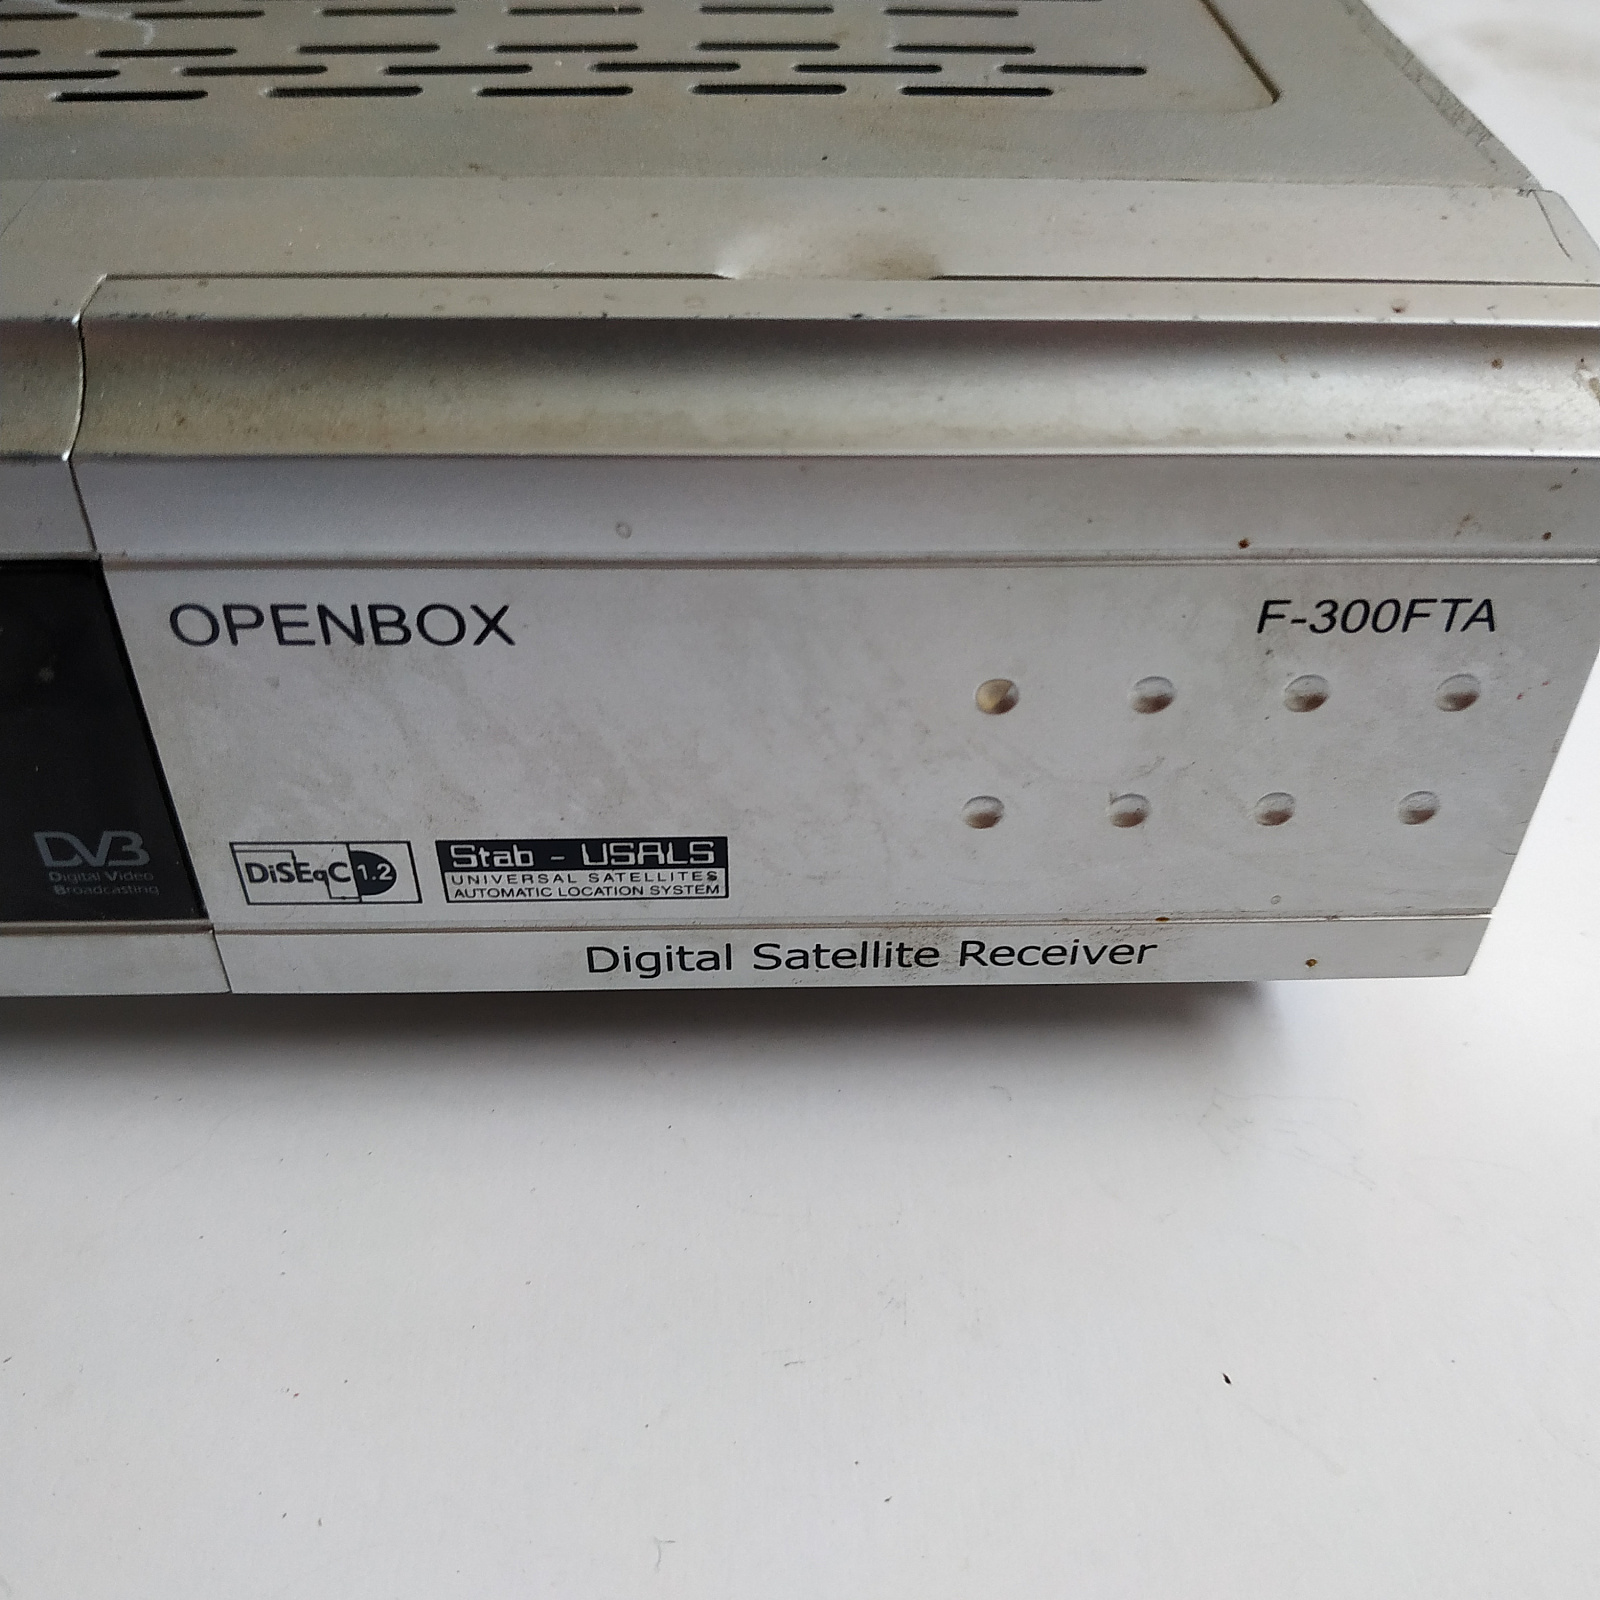 OPENBOX
F-300FTA
DVB
Digital Video
Broadcasting
DiSEqC 1.2
Stab - USALS
UNIVERSAL SATELLITES
AUTOMATIC LOCATION SYSTEM
Digital Satellite Receiver